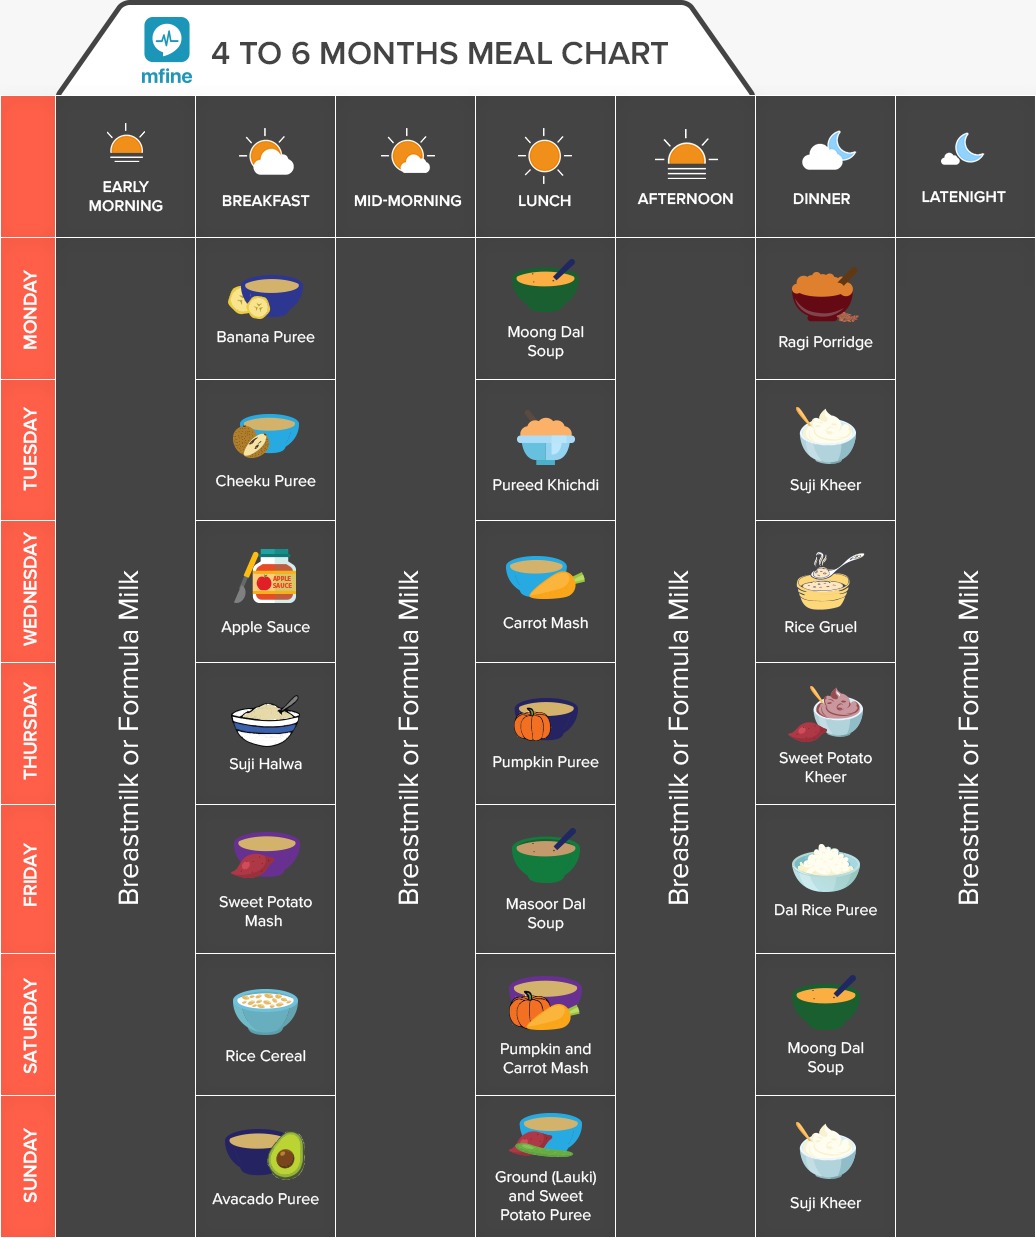 mfine
4 TO 6 MONTHS MEAL CHART
EARLY
MORNING
BREAKFAST
MID-MORNING
LUNCH
AFTERNOON
DINNER
LATENIGHT
MONDAY
Banana Puree
Moong Dal
Soup
Ragi Porridge
TUESDAY
Cheeku Puree
Pureed Khichdi
Suji Kheer
WEDNESDAY
APPLE
SAUCE
Apple Sauce
Carrot Mash
Rice Gruel
THURSDAY
Suji Halwa
Pumpkin Puree
Sweet Potato
Kheer
FRIDAY
Sweet Potato
Mash
Masoor Dal
Soup
Dal Rice Puree
SATURDAY
Rice Cereal
Pumpkin and
Carrot Mash
Moong Dal
Soup
SUNDAY
Avacado Puree
Ground (Lauki)
and Sweet
Potato Puree
Suji Kheer
Breastmilk or Formula Milk
Breastmilk or Formula Milk
Breastmilk or Formula Milk
Breastmilk or Formula Milk